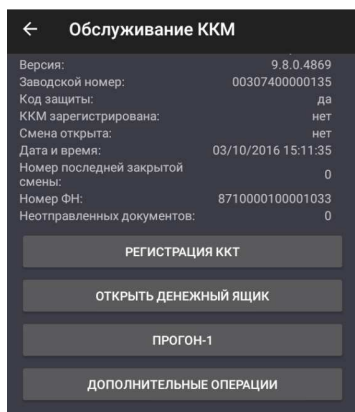 ← Обслуживание ККМ
Версия: 9.8.0.4869
Заводской номер: 00307400000135
Код защиты: да
ККМ зарегистрирована: нет
Смена открыта: нет
Дата и время: 03/10/2016 15:11:35
Номер последней закрытой
смены: 0
Номер ФН: 8710000100001033
Неотправленных документов: 0
РЕГИСТРАЦИЯ ККТ
ОТКРЫТЬ ДЕНЕЖНЫЙ ЯЩИК
ПРОГОН-1
ДОПОЛНИТЕЛЬНЫЕ ОПЕРАЦИИ